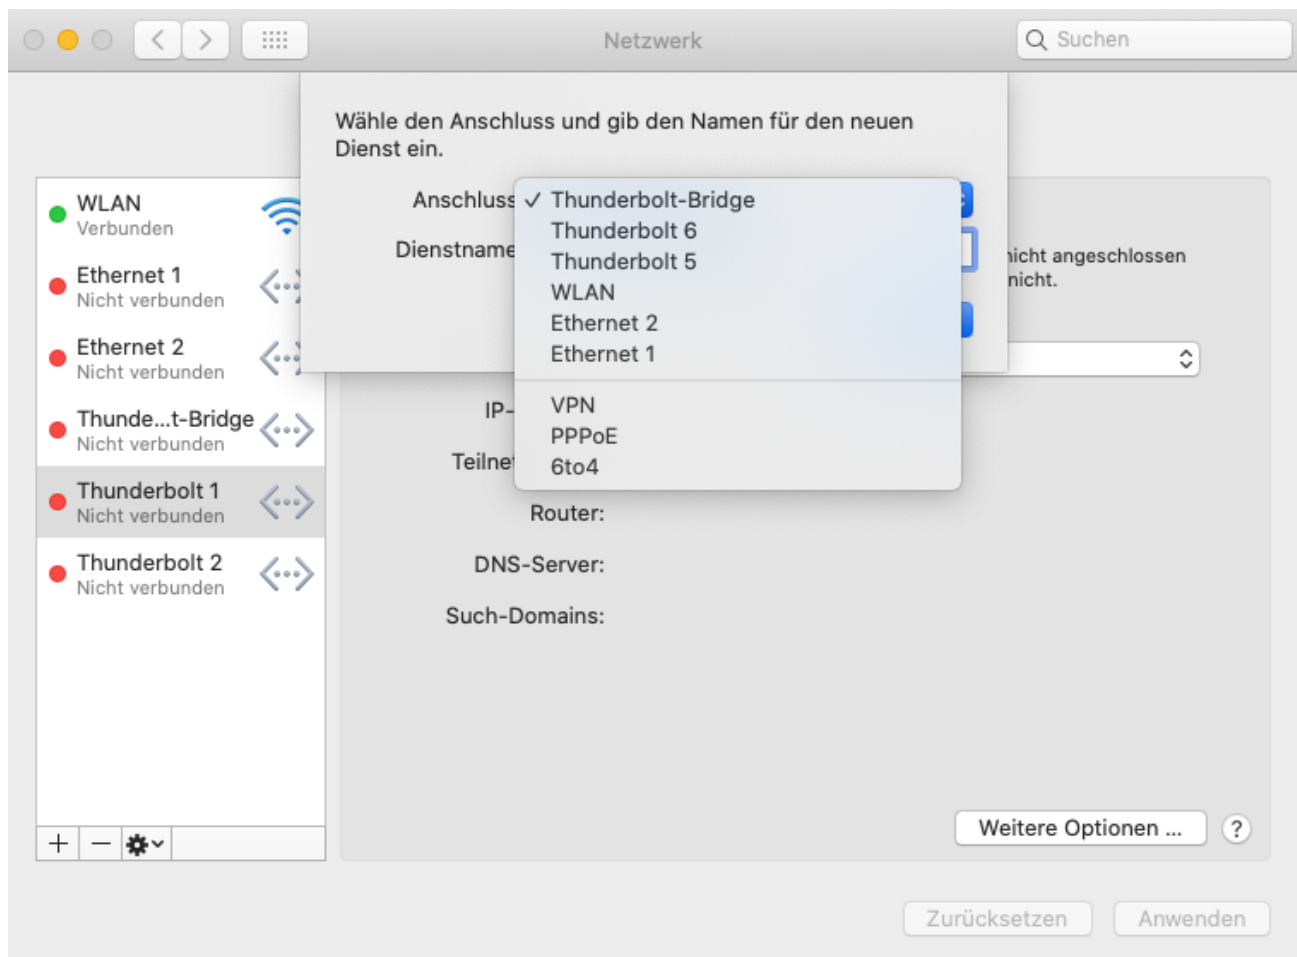 Netzwerk
Suchen
Wähle den Anschluss und gib den Namen für den neuen
Dienst ein.
Anschluss
✓ Thunderbolt-Bridge
Thunderbolt 6
Thunderbolt 5
WLAN
Ethernet 2
Ethernet 1
VPN
PPPoE
6to4
Dienstname
WLAN
Verbunden
Ethernet 1
Nicht verbunden
Ethernet 2
Nicht verbunden
Thunde...t-Bridge
Nicht verbunden
Thunderbolt 1
Nicht verbunden
Thunderbolt 2
Nicht verbunden
nicht angeschlossen
nicht.
IP-
Teilne
Router:
DNS-Server:
Such-Domains:
Weitere Optionen ...
?
Zurücksetzen
Anwenden